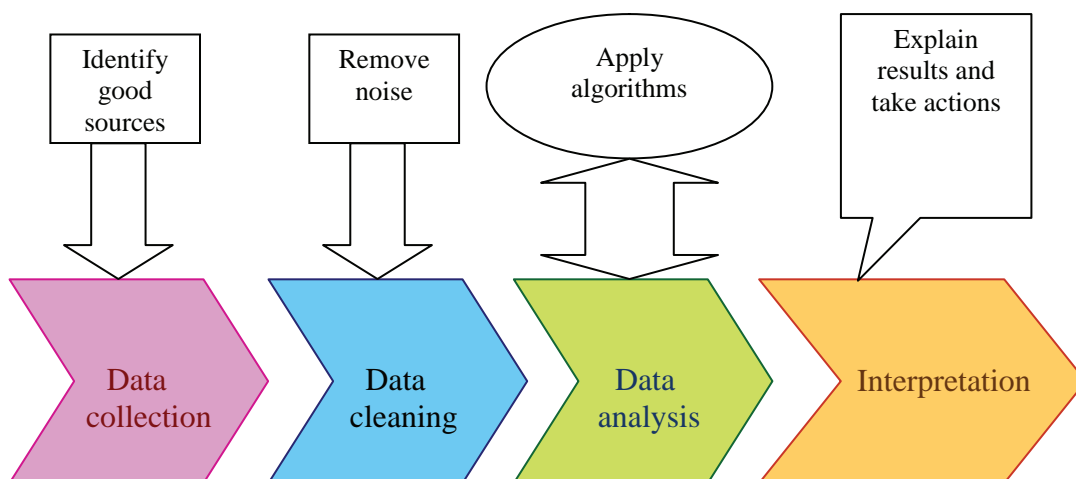 Identify
good
sources
Remove
noise
Apply
algorithms
Explain
results and
take actions
Data
collection
Data
cleaning
Data
analysis
Interpretation